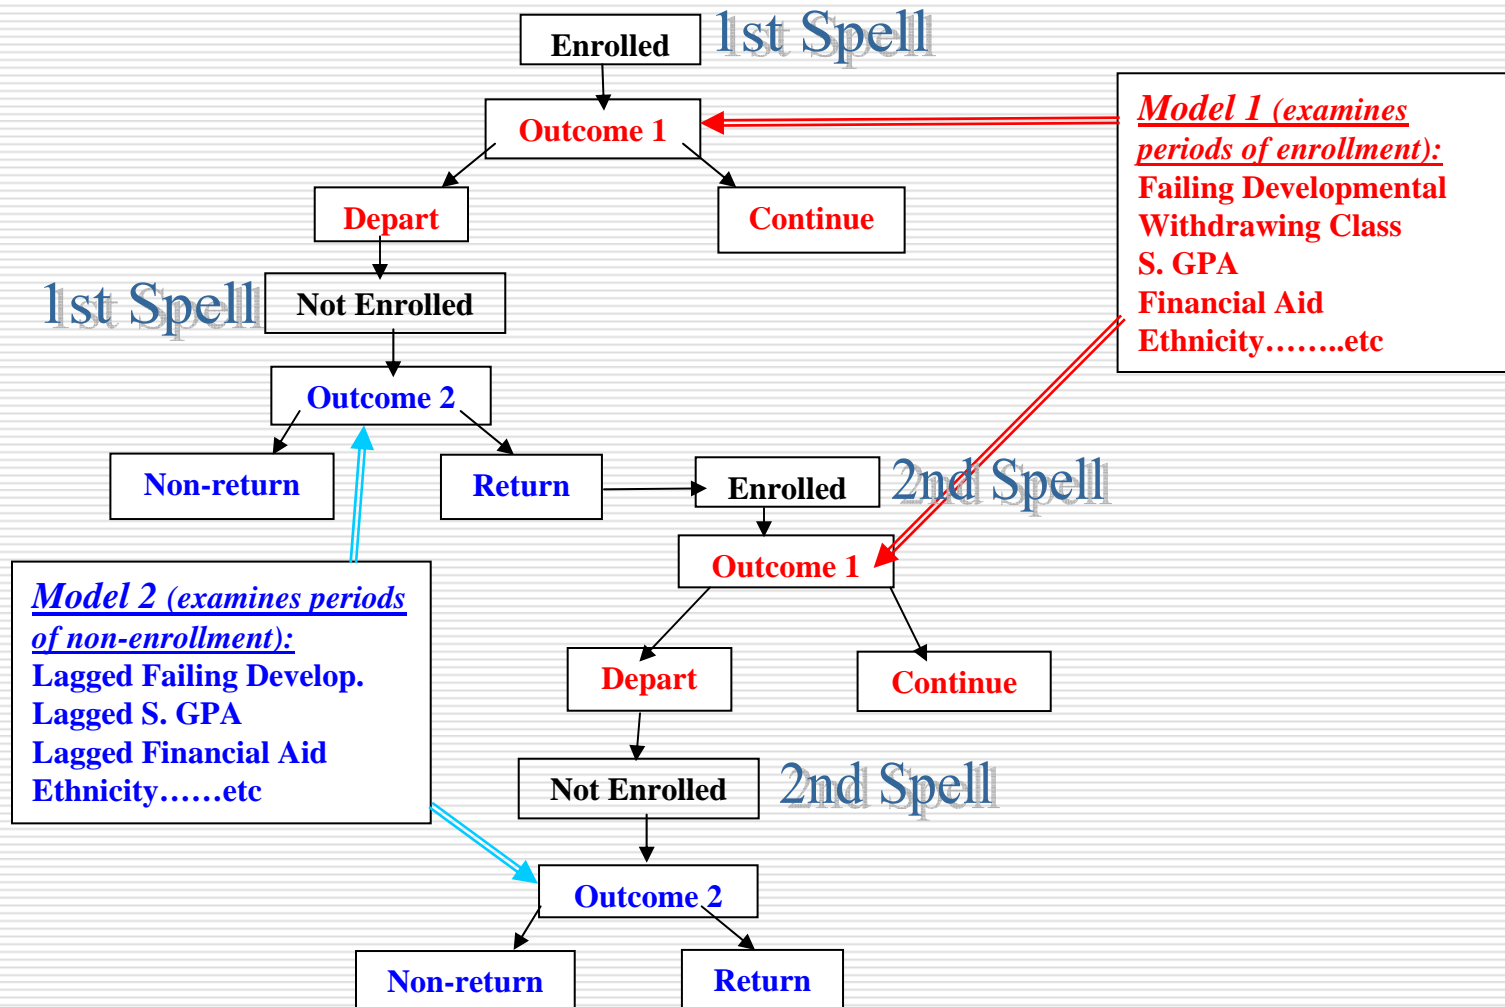 Enrolled
1st Spell
Outcome 1
Model 1 (examines
periods of enrollment):
Failing Developmental
Withdrawing Class
S. GPA
Financial Aid
Ethnicity……..etc
Depart
Continue
1st Spell
Not Enrolled
Outcome 2
Non-return
Return
Enrolled
2nd Spell
Outcome 1
Model 2 (examines periods
of non-enrollment):
Lagged Failing Develop.
Lagged S. GPA
Lagged Financial Aid
Ethnicity……etc
Depart
Continue
Not Enrolled
2nd Spell
Outcome 2
Non-return
Return